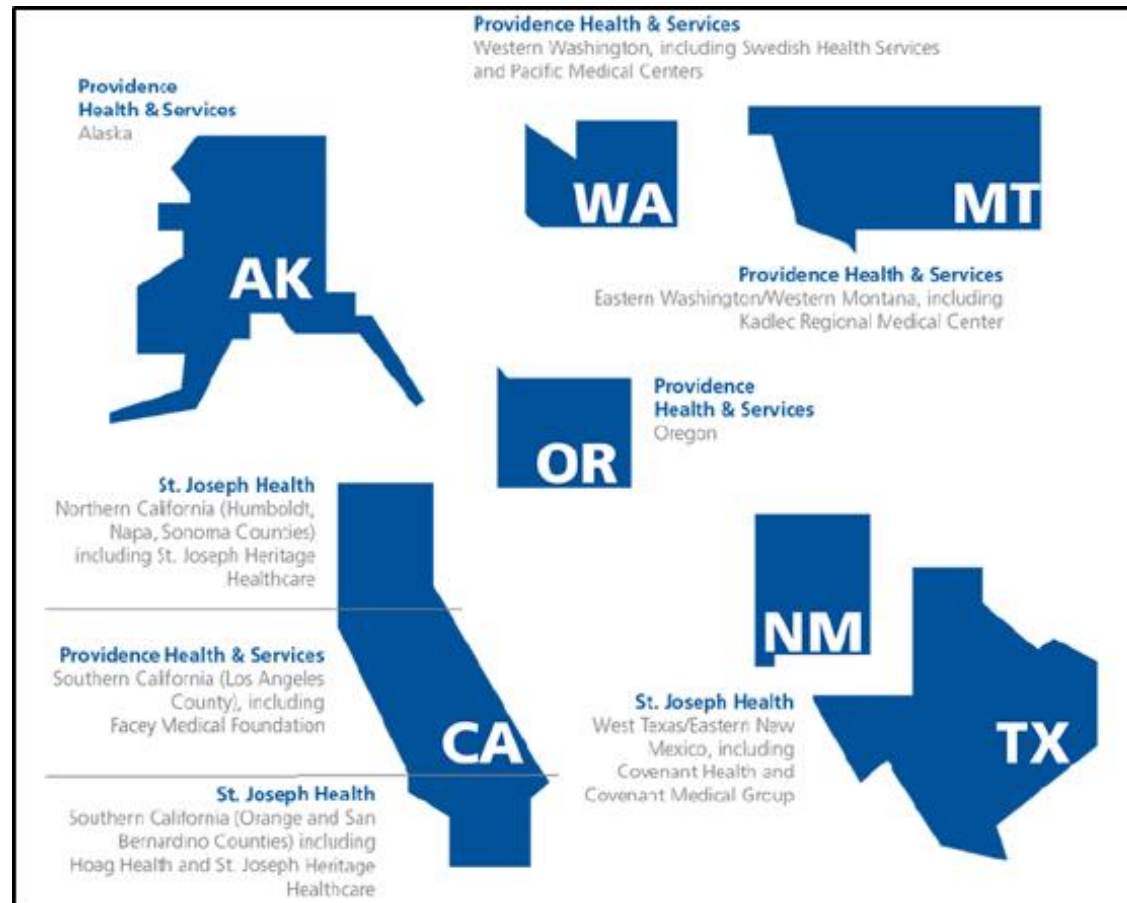 Providence Health & Services
Western Washington, including Swedish Health Services
and Pacific Medical Centers
Providence
Health & Services
Alaska
WA
MT
AK
Providence Health & Services
Eastern Washington/Western Montana, including
Kadlec Regional Medical Center
Providence
Health & Services
Oregon
OR
St. Joseph Health
Northern California (Humboldt,
Napa, Sonoma Counties)
including St. Joseph Heritage
Healthcare
Providence Health & Services
Southern California (Los Angeles
County), including
Facey Medical Foundation
CA
St. Joseph Health
Southern California (Orange and San
Bernardino Counties) including
Hoag Health and St. Joseph Heritage
Healthcare
NM
St. Joseph Health
West Texas/Eastern New
Mexico, including
Covenant Health and
Covenant Medical Group
TX